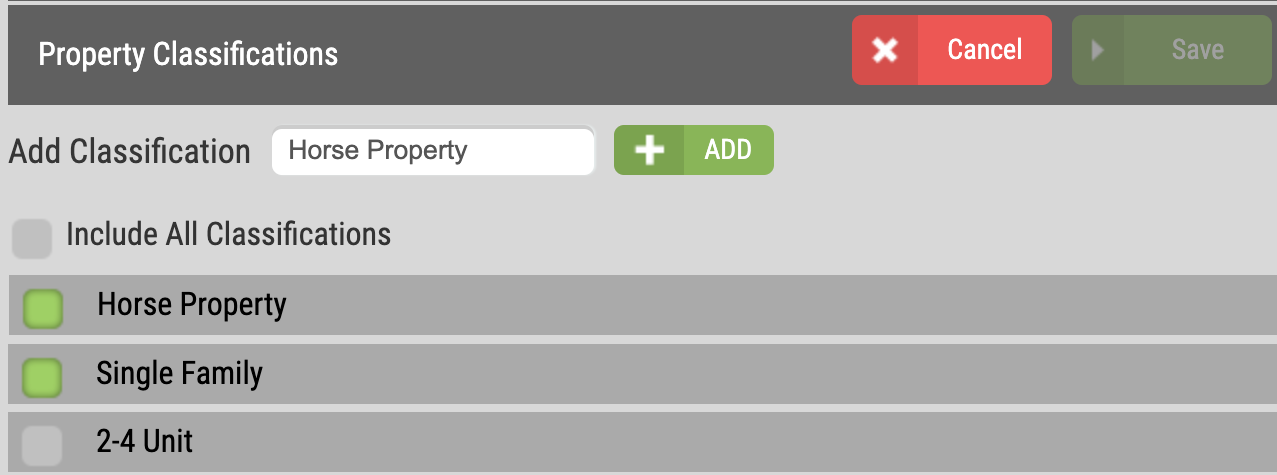 Property Classifications
Cancel
Save
Add Classification
Horse Property
ADD
Include All Classifications
Horse Property
Single Family
2-4 Unit